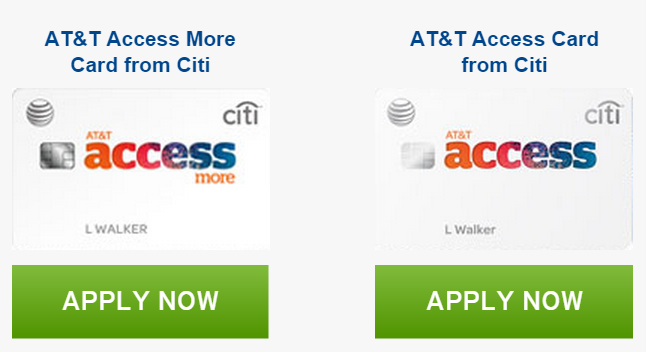 AT&T Access More
Card from Citi
citi
AT&T
access
more
L WALKER
APPLY NOW
AT&T Access Card
from Citi
citi
AT&T
access
L Walker
APPLY NOW